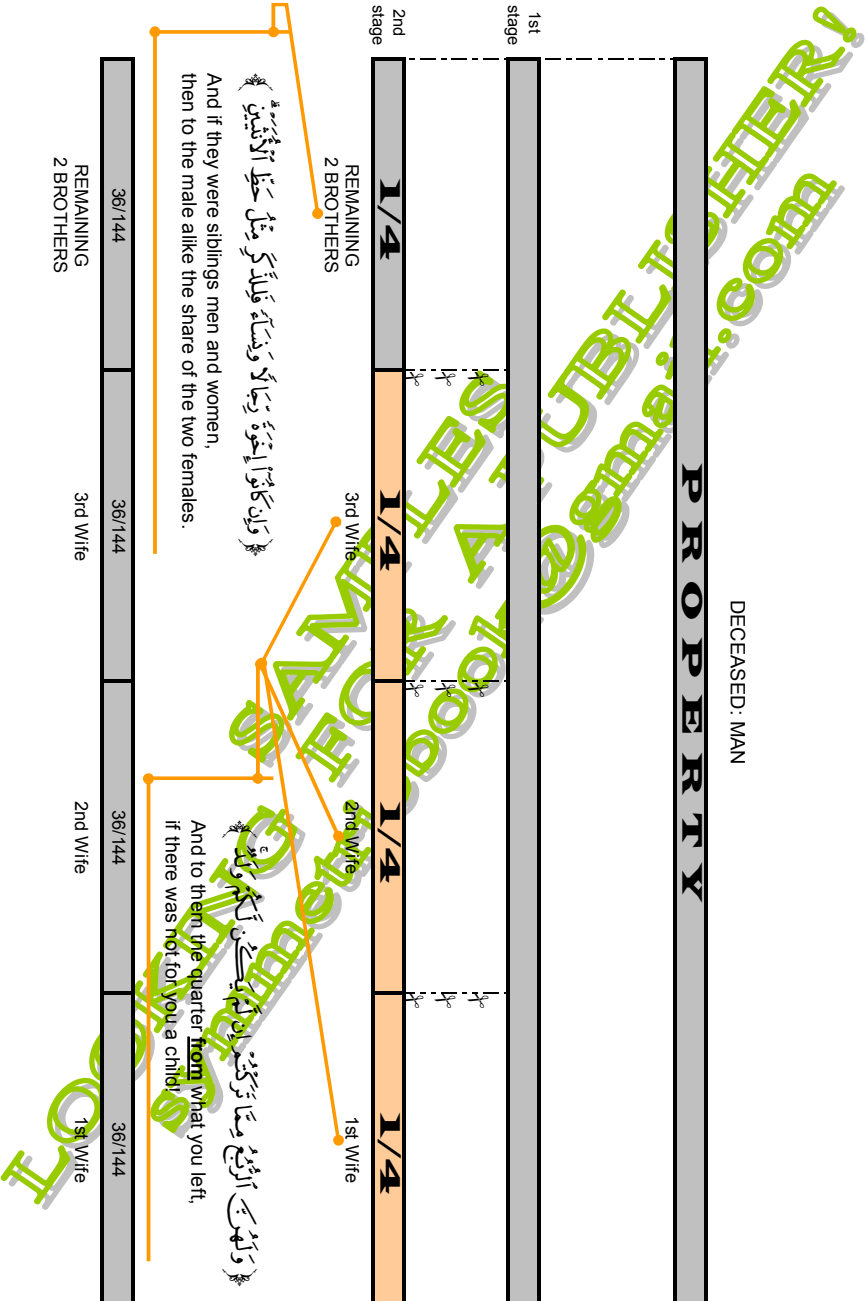 DECEASED: MAN
PROPERTY
1st
stage
2nd
stage
1/4 1/4 1/4 1/4
REMAINING
2 BROTHERS
3rd Wife
2nd Wife
1st Wife
﴿ وَإِن كَانُوٓا۟ إِخْوَةً رِّجَالًا وَنِسَآءً فَلِلذَّكَرِ مِثْلُ حَظِّ ٱلْأُنثَيَيْنِ ۗ ﴾
And if they were siblings men and women,
then to the male alike the share of the two females.
﴿ وَلَهُنَّ ٱلرُّبُعُ مِمَّا تَرَكْتُمْ إِن لَّمْ يَكُن لَّكُمْ وَلَدٌ ۚ ﴾
And to them the quarter from what you left,
if there was not for you a child!
36/144 36/144 36/144 36/144
REMAINING
2 BROTHERS
3rd Wife
2nd Wife
1st Wife
SAMPLES
LOOKING FOR A PUBLISHER!
symmetricbook@gmail.com